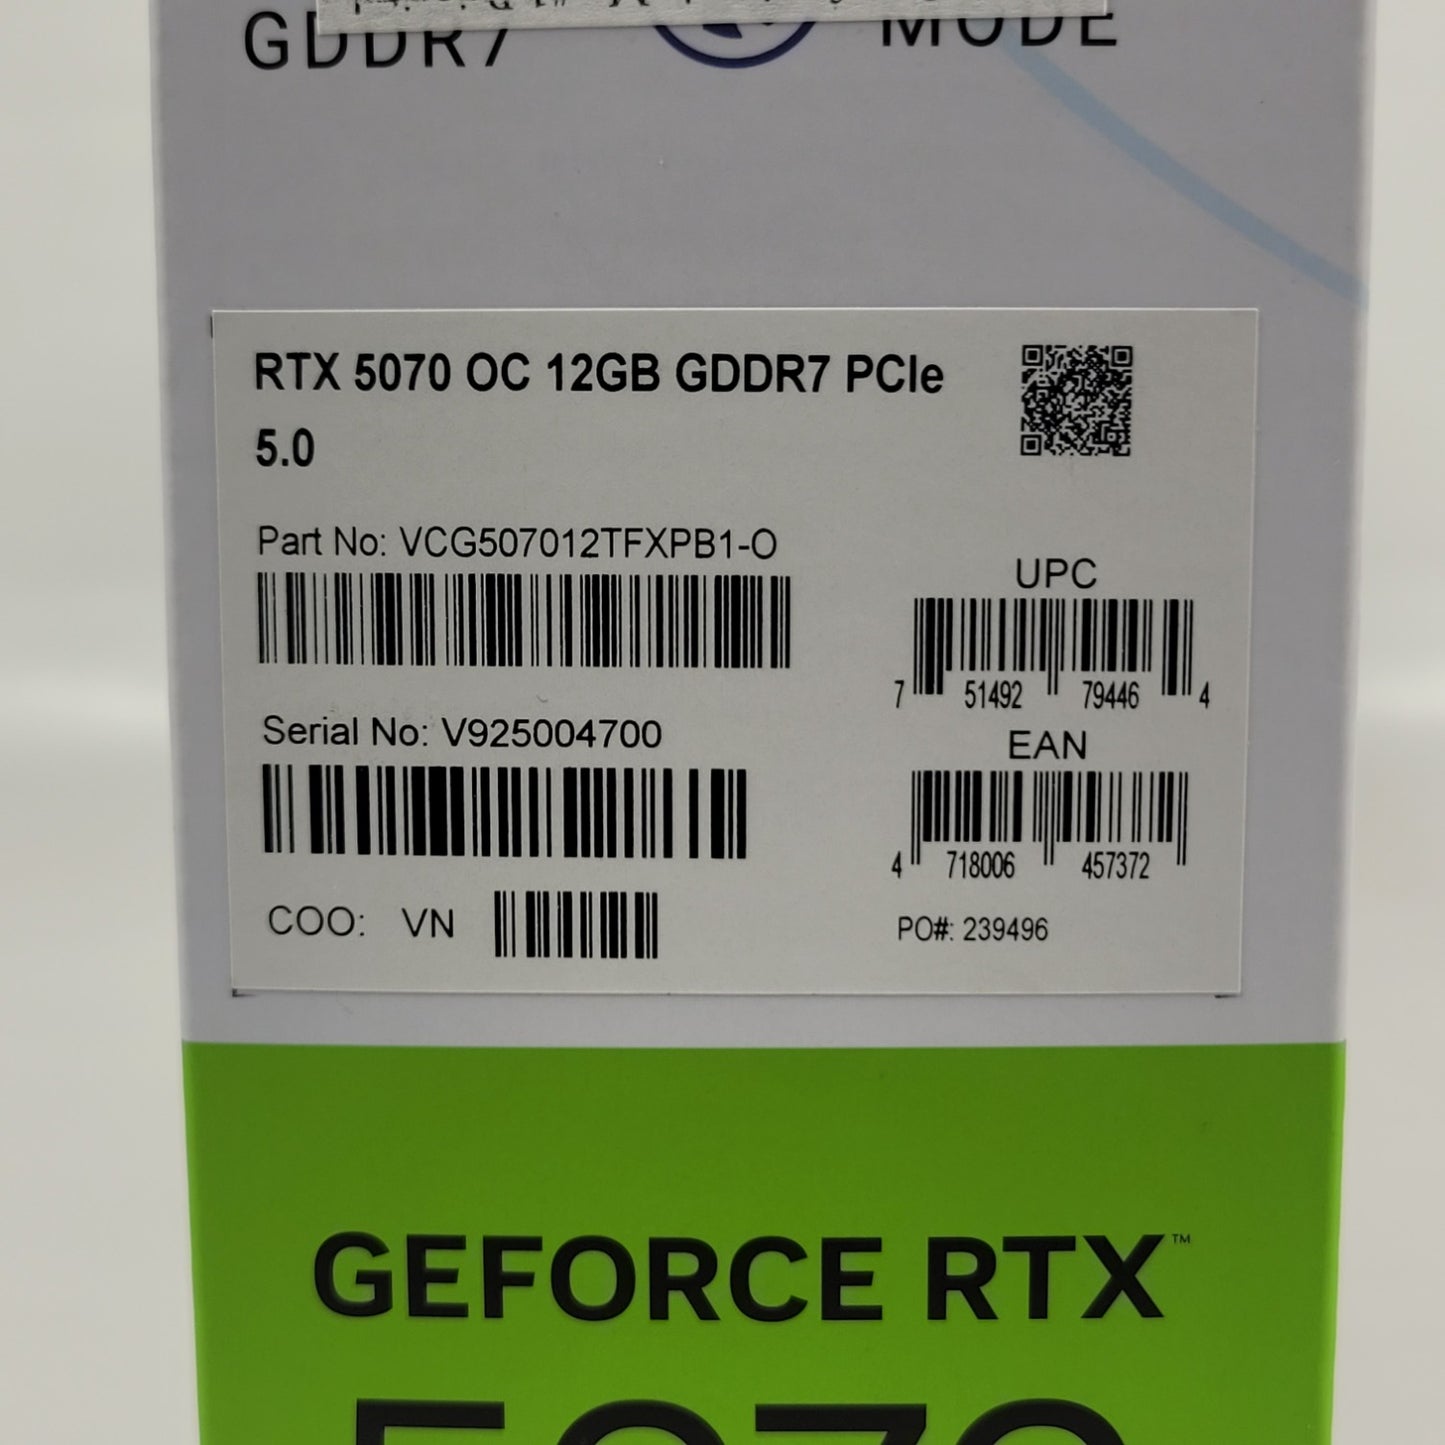 GDDR7
MODE
RTX 5070 OC 12GB GDDR7 PCIe
5.0
Part No: VCG507012TFXPB1-O
Serial No: V925004700
COO: VN
UPC
7 51492 79446 4
EAN
4 718006 457372
PO#: 239496
GEFORCE RTX™
5070